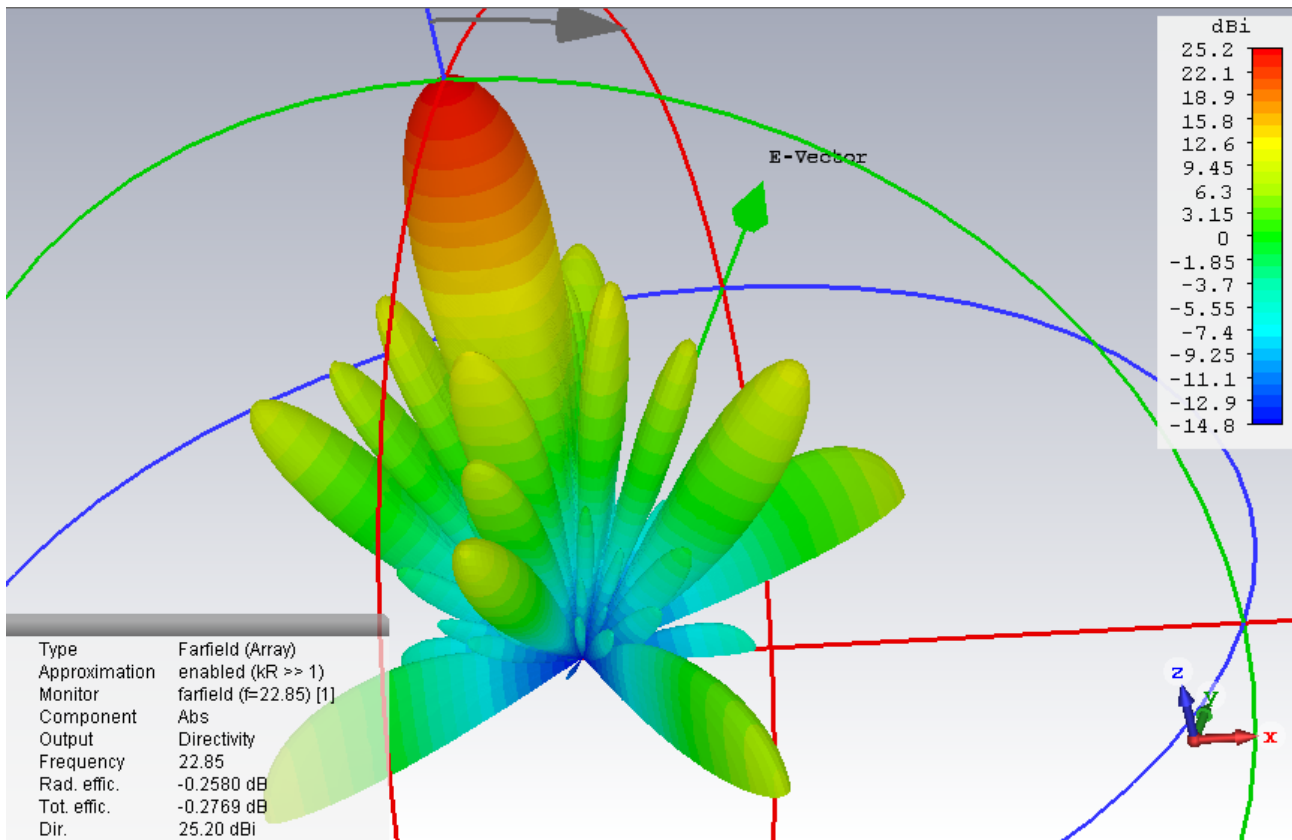 dBi
25.2
22.1
18.9
15.8
12.6
9.45
6.3
3.15
0
-1.85
-3.7
-5.55
-7.4
-9.25
-11.1
-12.9
-14.8
E-Vector
z
y
x
Type Farfield (Array)
Approximation enabled (kR >> 1)
Monitor farfield (f=22.85) [1]
Component Abs
Output Directivity
Frequency 22.85
Rad. effic. -0.2580 dB
Tot. effic. -0.2769 dB
Dir. 25.20 dBi